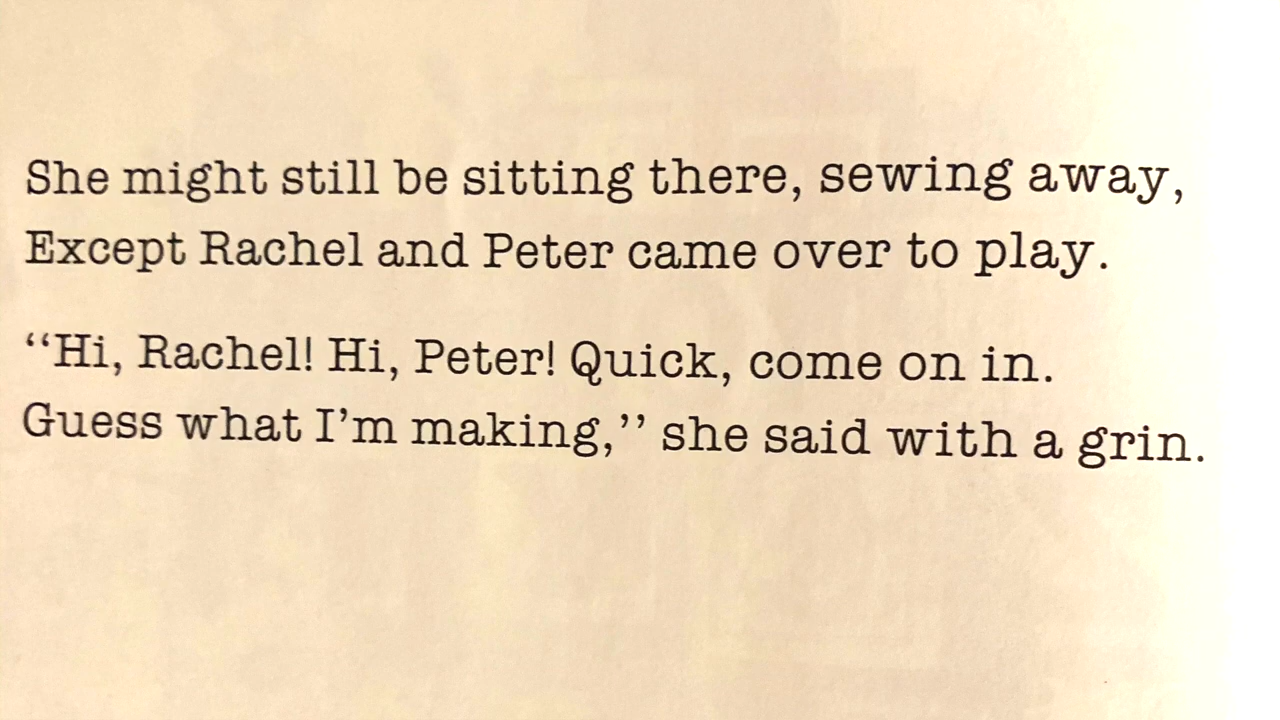 She might still be sitting there, sewing away,
Except Rachel and Peter came over to play.
‘‘Hi, Rachel! Hi, Peter! Quick, come on in.
Guess what I’m making,’’ she said with a grin.